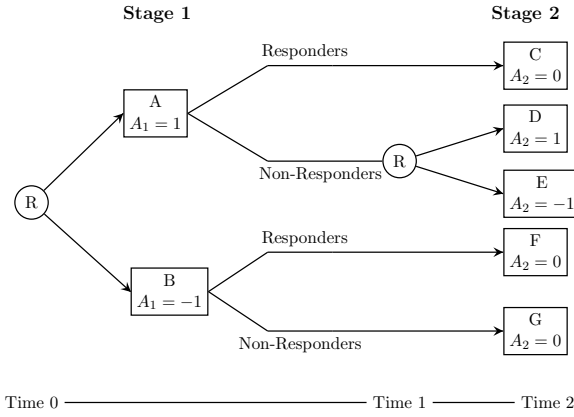 Stage 1
Stage 2
Responders
C
A₂ = 0
A
A₁ = 1
D
A₂ = 1
R
Non-Responders
E
A₂ = −1
R
Responders
F
A₂ = 0
B
A₁ = −1
G
A₂ = 0
Non-Responders
Time 0
Time 1
Time 2